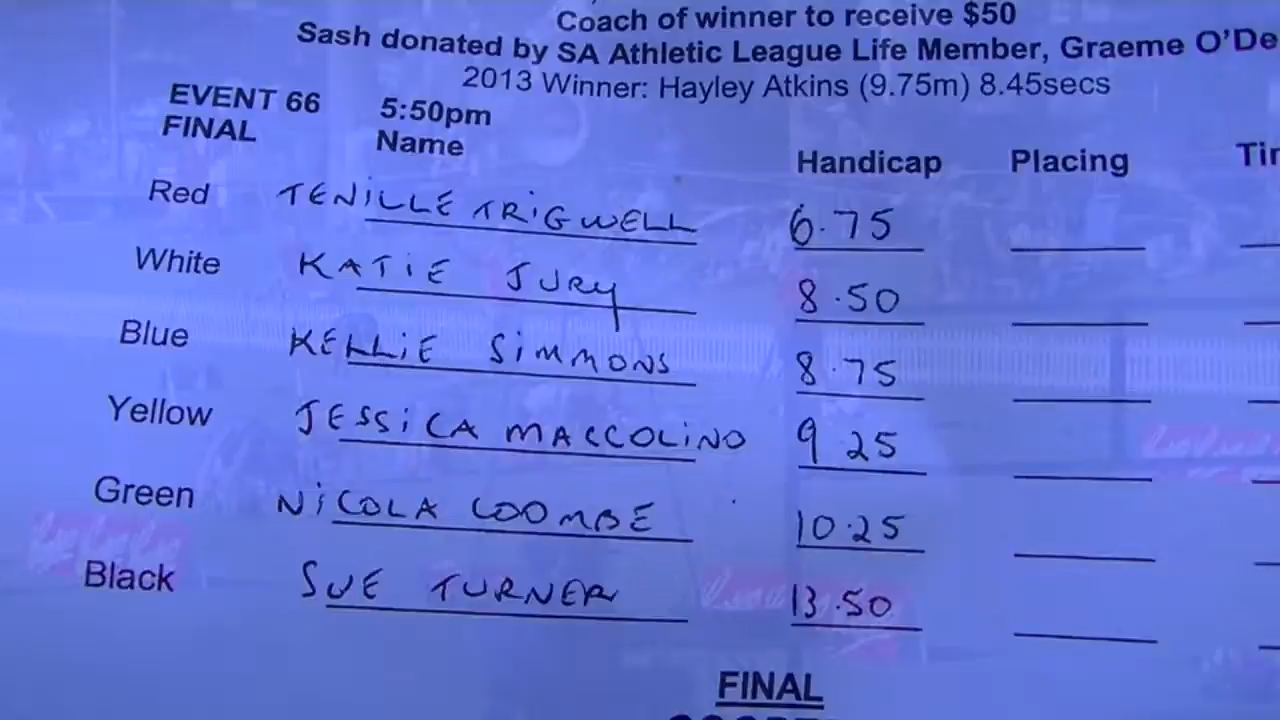 Coach of winner to receive $50
Sash donated by SA Athletic League Life Member, Graeme O'De
2013 Winner: Hayley Atkins (9.75m) 8.45secs
EVENT 66 5:50pm
FINAL Name Handicap Placing
Red TENILLE TRIGWELL 6.75
White KATIE JURY 8.50
Blue KELLIE SIMMONS 8.75
Yellow JESSICA MACCOLINO 9.25
Green NICOLA COOMBE 10.25
Black SUE TURNER 13.50
FINAL